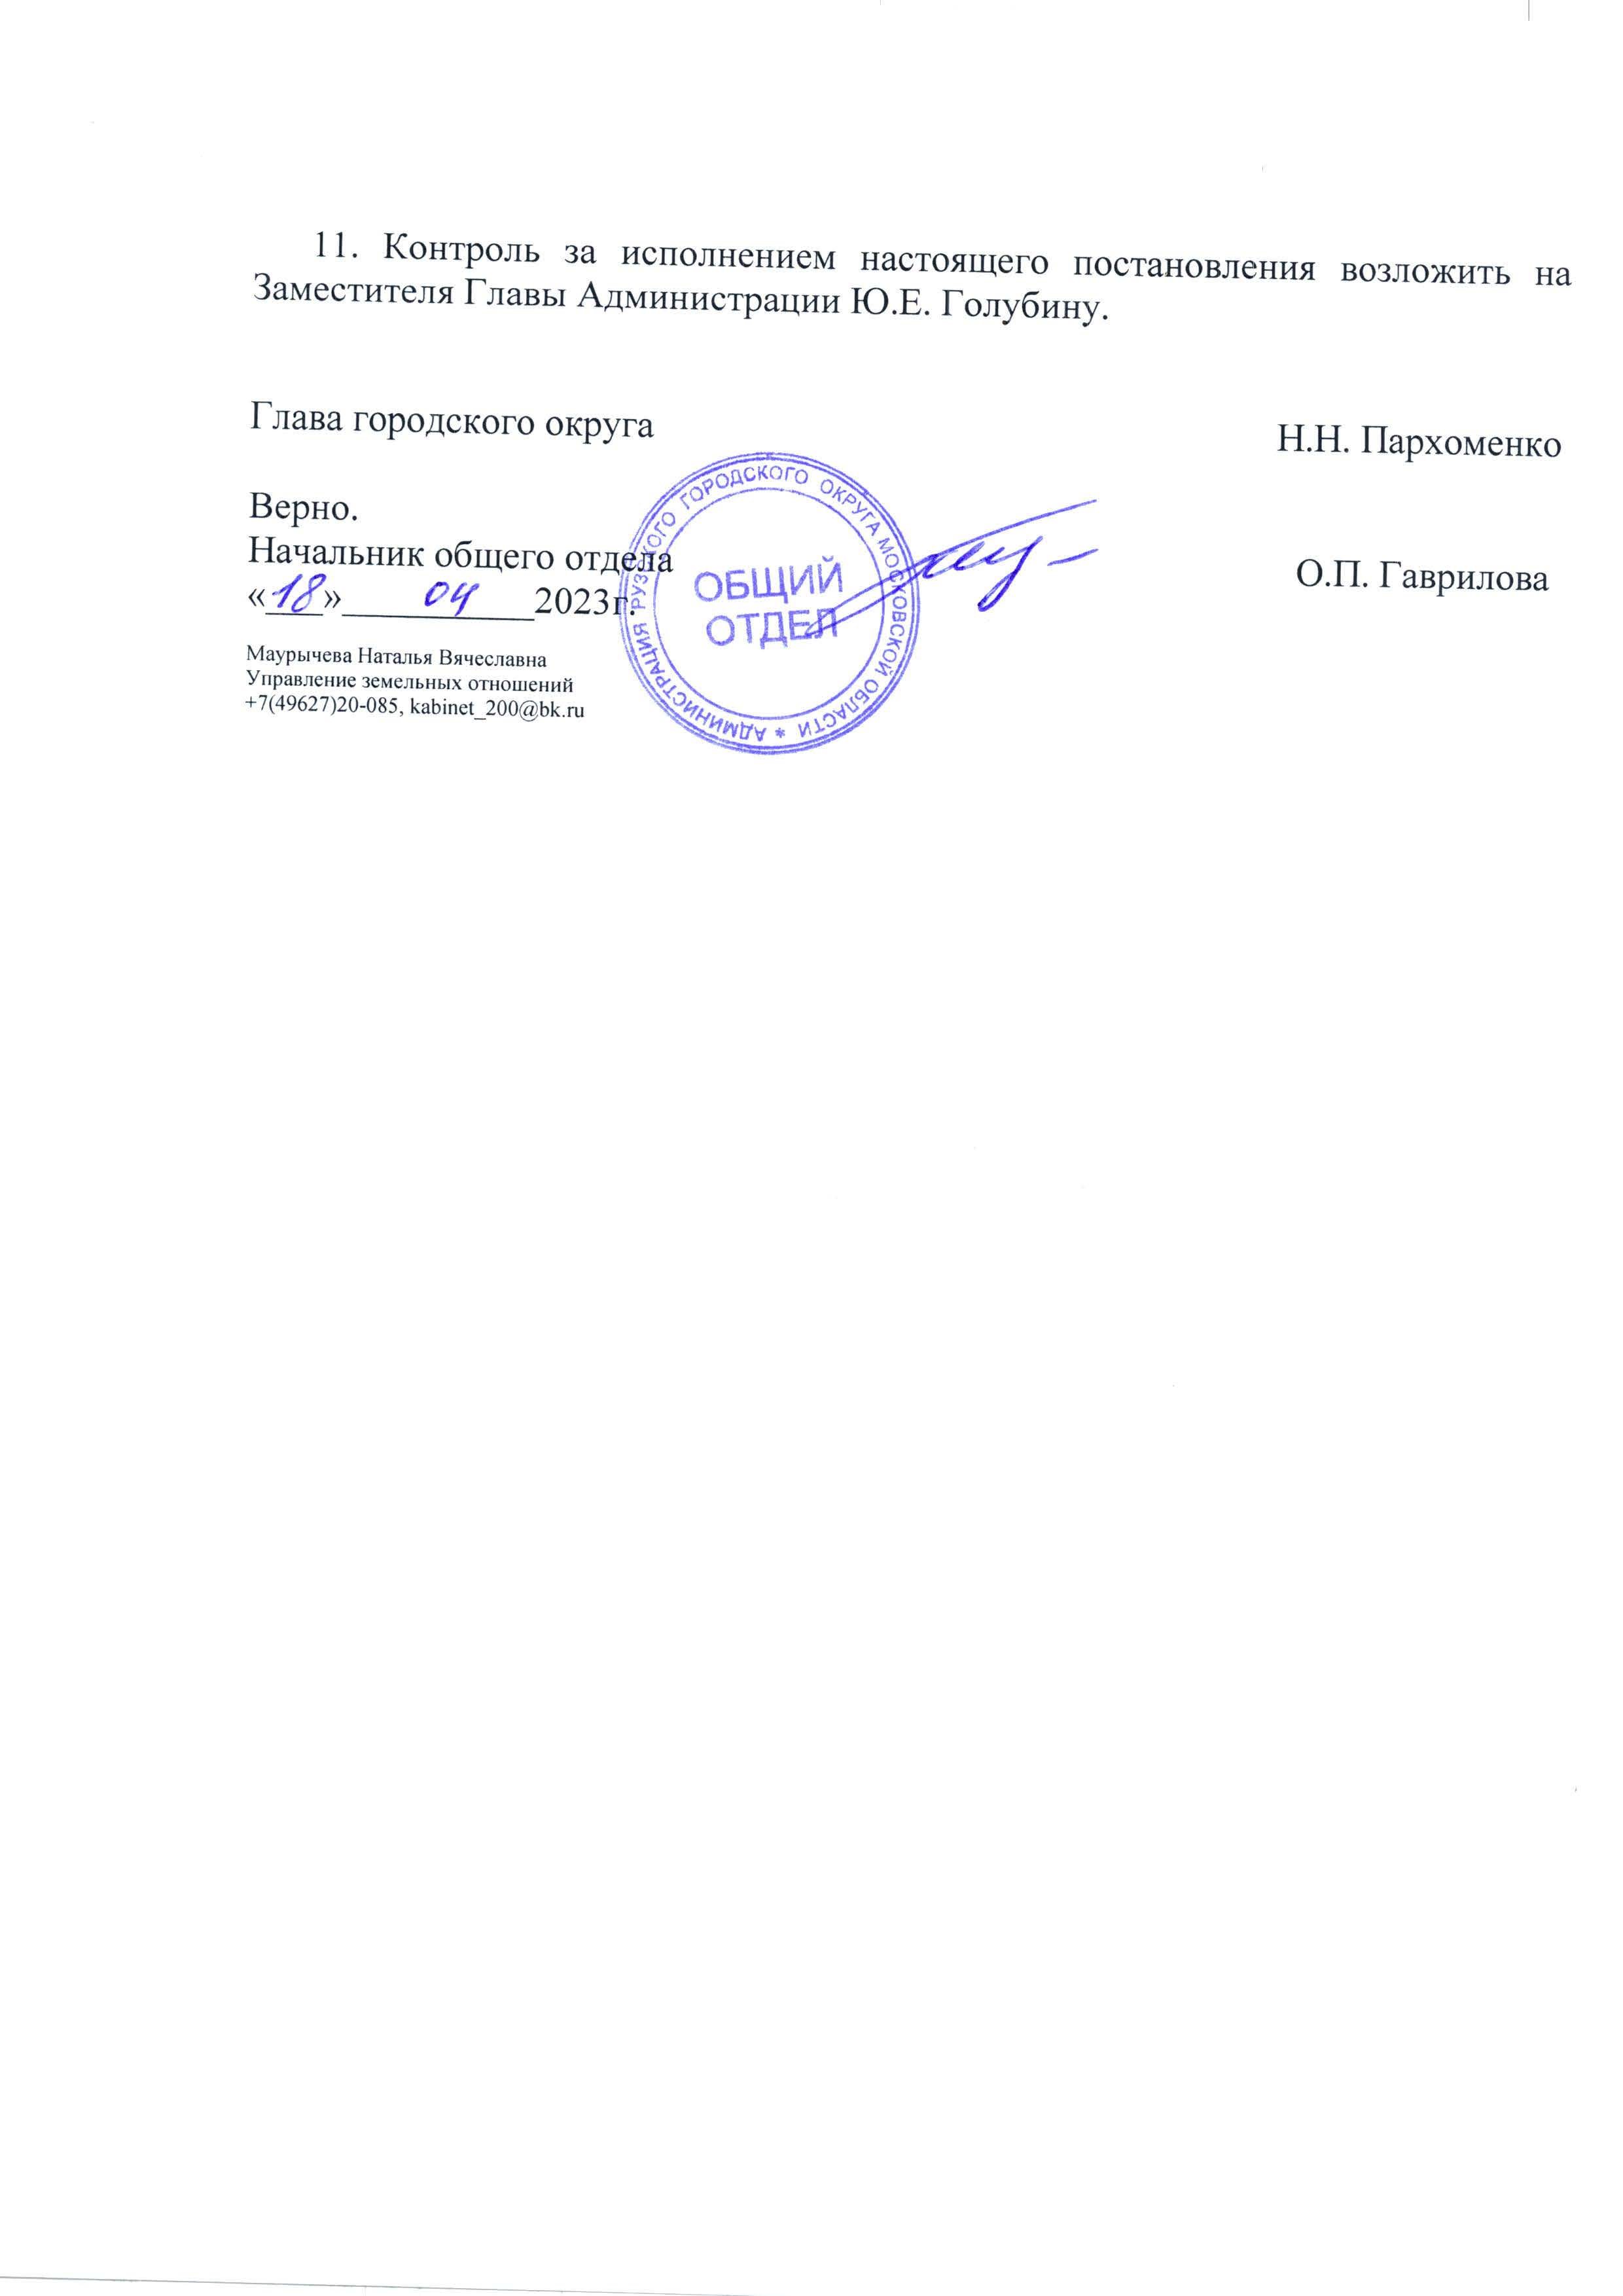 11. Контроль за исполнением настоящего постановления возложить на
Заместителя Главы Администрации Ю.Е. Голубину.
Глава городского округа Н.Н. Пархоменко
Верно.
Начальник общего отдела О.П. Гаврилова
«18» 04 2023г.
Маурычева Наталья Вячеславна
Управление земельных отношений
+7(49627)20-085, kabinet_200@bk.ru
АДМИНИСТРАЦИЯ РУЗСКОГО ГОРОДСКОГО ОКРУГА МОСКОВСКОЙ ОБЛАСТИ *
ОБЩИЙ
ОТДЕЛ